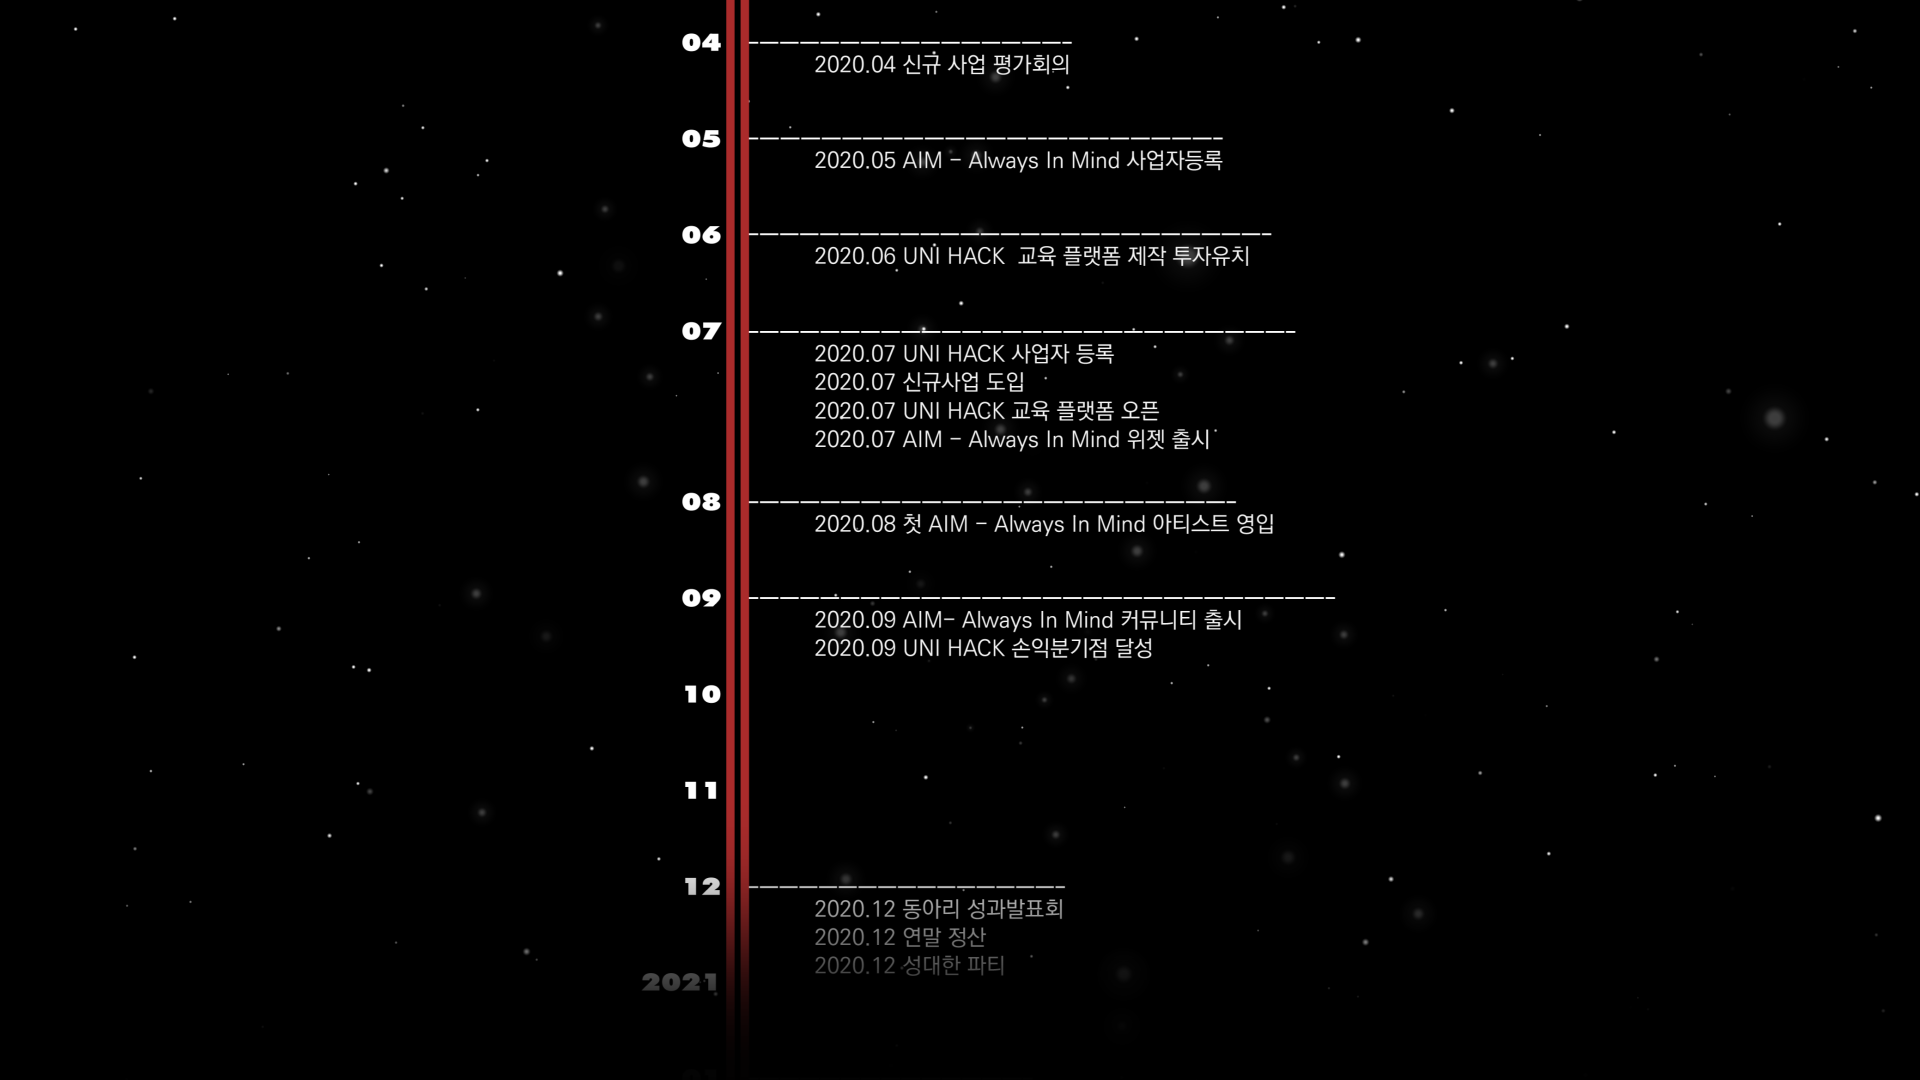 04
2020.04 신규 사업 평가회의
05
2020.05 AIM - Always In Mind 사업자등록
06
2020.06 UNI HACK  교육 플랫폼 제작 투자유치
07
2020.07 UNI HACK 사업자 등록
2020.07 신규사업 도입
2020.07 UNI HACK 교육 플랫폼 오픈
2020.07 AIM - Always In Mind 위젯 출시
08
2020.08 첫 AIM - Always In Mind 아티스트 영입
09
2020.09 AIM- Always In Mind 커뮤니티 출시
2020.09 UNI HACK 손익분기점 달성
10
11
12
2020.12 동아리 성과발표회
2020.12 연말 정산
2020.12 성대한 파티
2021